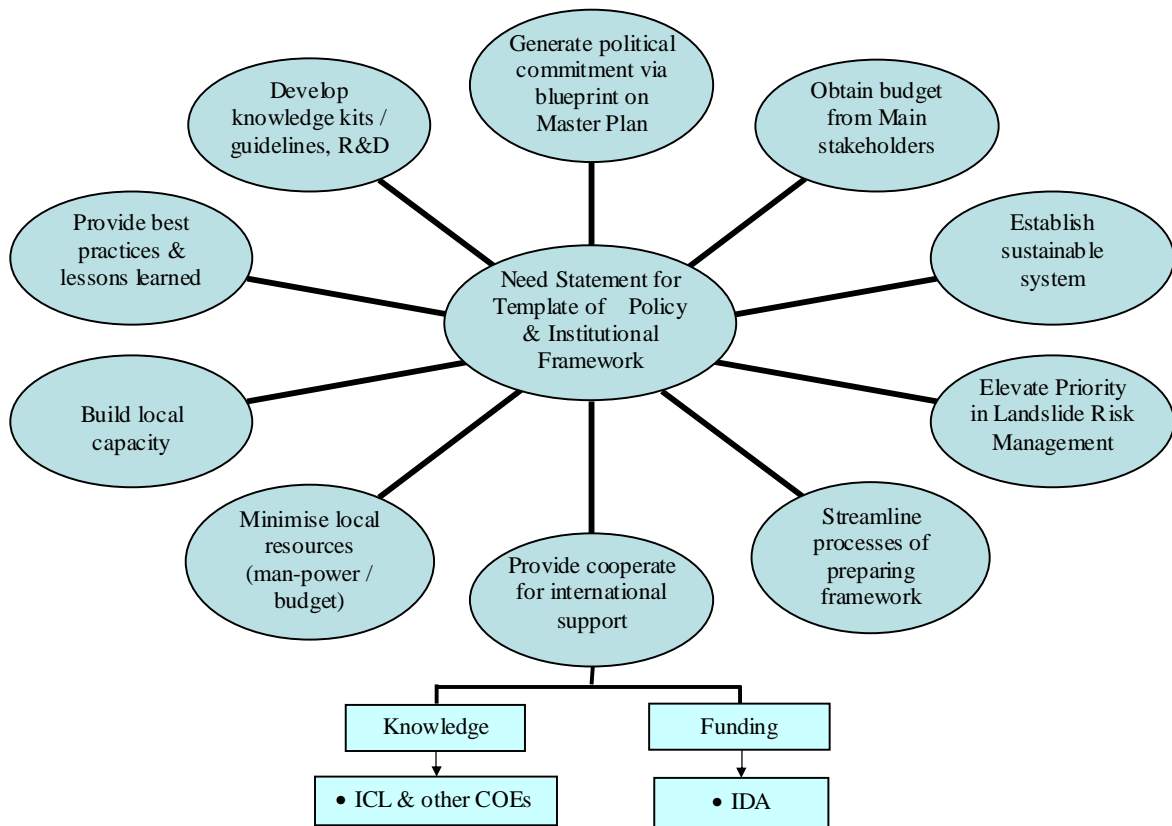 Generate political
commitment via
blueprint on
Master Plan
Develop
knowledge kits /
guidelines, R&D
Obtain budget
from Main
stakeholders
Provide best
practices &
lessons learned
Establish
sustainable
system
Need Statement for
Template of Policy
& Institutional
Framework
Build local
capacity
Elevate Priority
in Landslide Risk
Management
Minimise local
resources
(man-power /
budget)
Provide cooperate
for international
support
Streamline
processes of
preparing
framework
Knowledge
Funding
• ICL & other COEs
• IDA